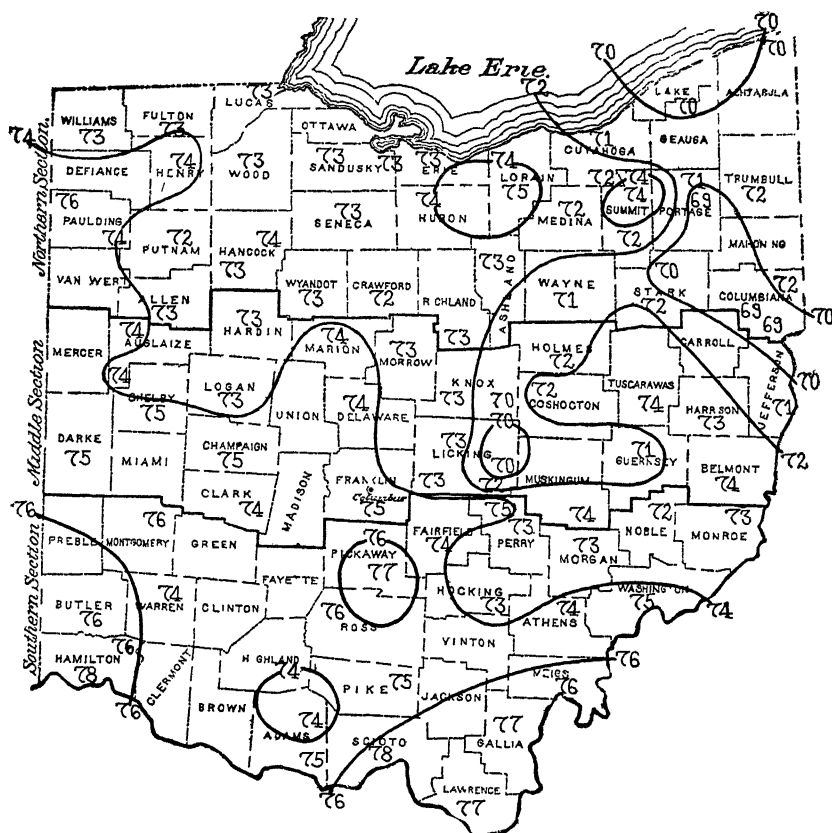 70
70
70
Lake Erie.
72
LAKE
70
ASHTABULA
73
LUCAS
WILLIAMS
73
FULTON
73
OTTAWA
71
CUYAHOGA
GEAUGA
74
DEFIANCE
74
HENRY
73
WOOD
73
SANDUSKY
73
73
ERIE
74
LORAIN
75
72
74
74
SUMMIT
71
69
PORTAGE
TRUMBULL
72
76
PAULDING
74
72
PUTNAM
74
HANCOCK
73
73
SENECA
74
HURON
72
MEDINA
72
MAHONING
Northern Section
VAN WERT
ALLEN
73
WYANDOT
73
CRAWFORD
72
RICHLAND
73
ASHLAND
WAYNE
71
70
STARK
72
72
COLUMBIANA
69
69
70
MERCER
74
AUGLAIZE
73
HARDIN
74
MARION
73
MORROW
73
HOLMES
72
CARROLL
JEFFERSON
71
70
74
SHELBY
75
LOGAN
73
UNION
74
DELAWARE
KNOX
73
70
72
COSHOCTON
TUSCARAWAS
74
HARRSON
73
Middle Section
DARKE
75
MIAMI
CHAMPAIGN
75
73
LICKING
70
70
71
GUERNSEY
BELMONT
74
72
CLARK
74
MADISON
FRANKLIN
Columbus
75
73
72
MUSKINGUM
74
76
PREBLE
76
MONTGOMERY
GREEN
76
PICKAWAY
77
FAIRFIELD
74
75
73
PERRY
73
MORGAN
72
NOBLE
73
MONROE
FAYETTE
Southern Section
BUTLER
76
74
WARREN
CLINTON
76
ROSS
HOCKING
73
74
ATHENS
WASHINGTON
75
74
HAMILTON
78
76
76
CLERMONT
HIGHLAND
74
VINTON
76
MEIGS
76
BROWN
74
ADAMS
75
PIKE
75
JACKSON
SCIOTO
78
77
GALLIA
76
LAWRENCE
77